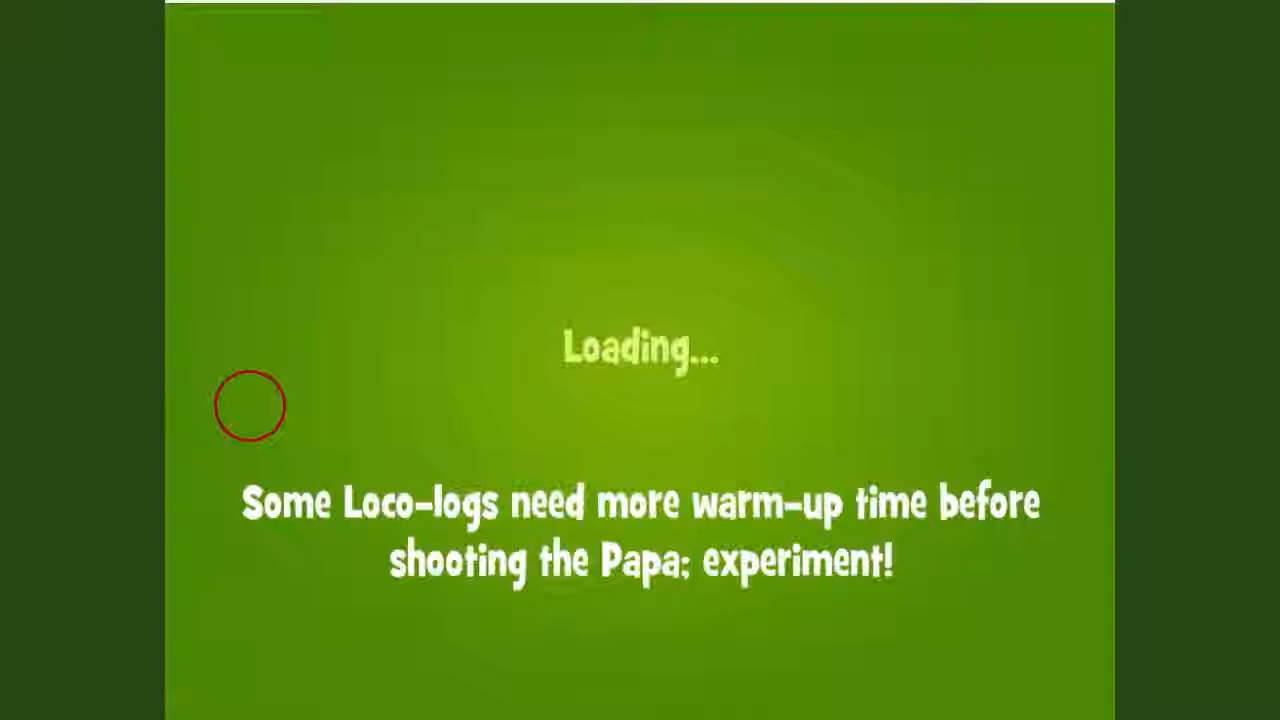 Loading...
Some Loco-logs need more warm-up time before
shooting the Papa; experiment!